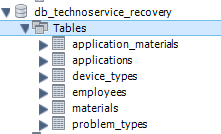 db_technoservice_recovery
Tables
application_materials
applications
device_types
employees
materials
problem_types